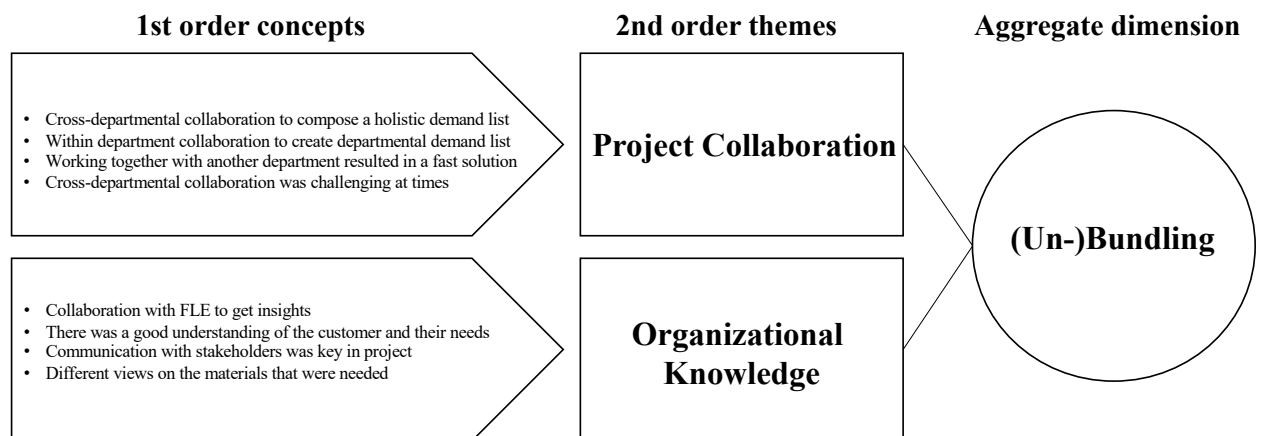 1st order concepts
2nd order themes
Aggregate dimension
• Cross-departmental collaboration to compose a holistic demand list
• Within department collaboration to create departmental demand list
• Working together with another department resulted in a fast solution
• Cross-departmental collaboration was challenging at times
Project Collaboration
(Un-)Bundling
• Collaboration with FLE to get insights
• There was a good understanding of the customer and their needs
• Communication with stakeholders was key in project
• Different views on the materials that were needed
Organizational
Knowledge